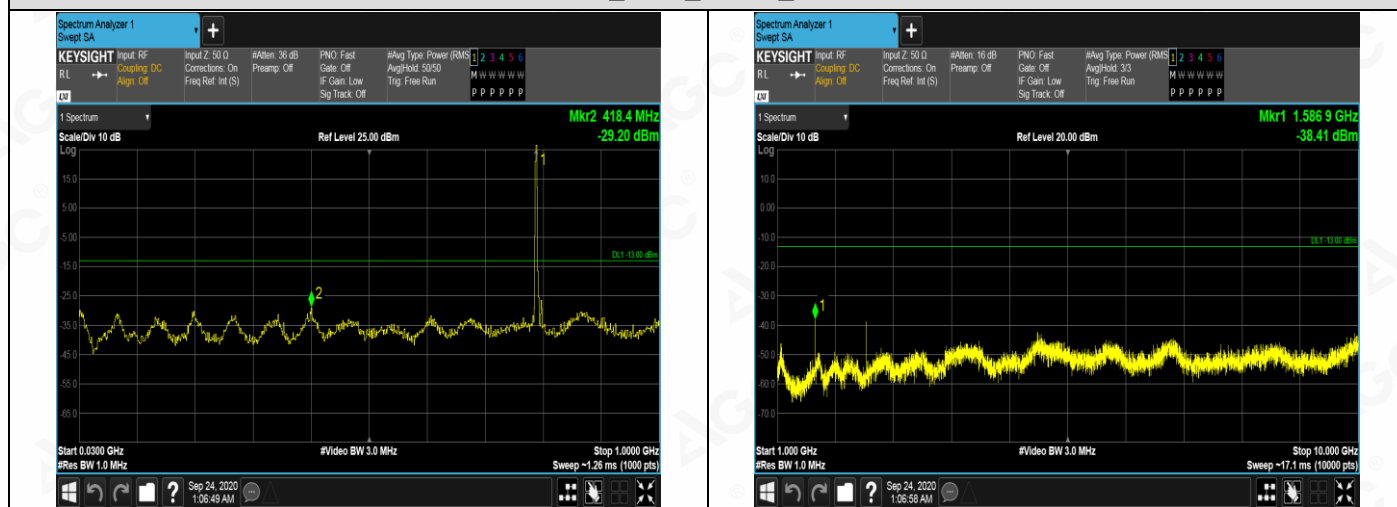 Spectrum Analyzer 1
Swept SA
+
KEYSIGHT
RL
LXI
Input: RF
Coupling: DC
Align: Off
Input Z: 50 Ω
Corrections: On
Freq Ref: Int (S)
#Atten: 36 dB
Preamp: Off
PNO: Fast
Gate: Off
IF Gain: Low
Sig Track: Off
#Avg Type: Power (RMS
Avg|Hold: 50/50
Trig: Free Run
1 2 3 4 5 6
M W W W W W
P P P P P P
1 Spectrum
Mkr2 418.4 MHz
Scale/Div 10 dB
Ref Level 25.00 dBm
-29.20 dBm
Log
1
15.0
5.00
-5.00
DL1 -13.00 dBm
-15.0
2
-25.0
-35.0
-45.0
-55.0
-65.0
Start 0.0300 GHz
#Video BW 3.0 MHz
Stop 1.0000 GHz
#Res BW 1.0 MHz
Sweep ~1.26 ms (1000 pts)
?
Sep 24, 2020
1:06:49 AM
Spectrum Analyzer 1
Swept SA
+
KEYSIGHT
RL
LXI
Input: RF
Coupling: DC
Align: Off
Input Z: 50 Ω
Corrections: On
Freq Ref: Int (S)
#Atten: 16 dB
Preamp: Off
PNO: Fast
Gate: Off
IF Gain: Low
Sig Track: Off
#Avg Type: Power (RMS
Avg|Hold: 3/3
Trig: Free Run
1 2 3 4 5 6
M W W W W W
P P P P P P
1 Spectrum
Mkr1 1.586 9 GHz
Scale/Div 10 dB
Ref Level 20.00 dBm
-38.41 dBm
Log
10.0
0.00
-10.0
DL1 -13.00 dBm
-20.0
-30.0
1
-40.0
-50.0
-60.0
-70.0
Start 1.000 GHz
#Video BW 3.0 MHz
Stop 10.000 GHz
#Res BW 1.0 MHz
Sweep ~17.1 ms (10000 pts)
?
Sep 24, 2020
1:06:58 AM